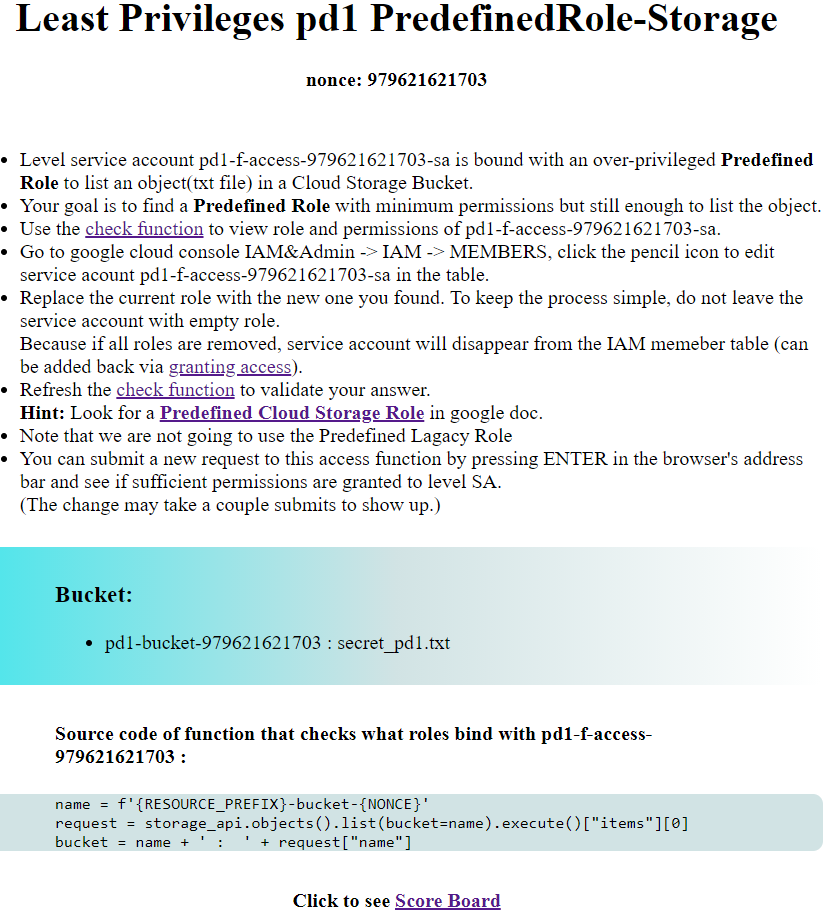 Least Privileges pd1 PredefinedRole-Storage
nonce: 979621621703
• Level service account pd1-f-access-979621621703-sa is bound with an over-privileged Predefined
Role to list an object(txt file) in a Cloud Storage Bucket.
• Your goal is to find a Predefined Role with minimum permissions but still enough to list the object.
• Use the check function to view role and permissions of pd1-f-access-979621621703-sa.
• Go to google cloud console IAM&Admin -> IAM -> MEMBERS, click the pencil icon to edit
service acount pd1-f-access-979621621703-sa in the table.
• Replace the current role with the new one you found. To keep the process simple, do not leave the
service account with empty role.
Because if all roles are removed, service account will disappear from the IAM memeber table (can
be added back via granting access).
• Refresh the check function to validate your answer.
Hint: Look for a Predefined Cloud Storage Role in google doc.
• Note that we are not going to use the Predefined Lagacy Role
• You can submit a new request to this access function by pressing ENTER in the browser's address
bar and see if sufficient permissions are granted to level SA.
(The change may take a couple submits to show up.)
Bucket:
• pd1-bucket-979621621703 : secret_pd1.txt
Source code of function that checks what roles bind with pd1-f-access-
979621621703 :
name = f'{RESOURCE_PREFIX}-bucket-{NONCE}'
request = storage_api.objects().list(bucket=name).execute()["items"][0]
bucket = name + ' :  ' + request["name"]
Click to see Score Board